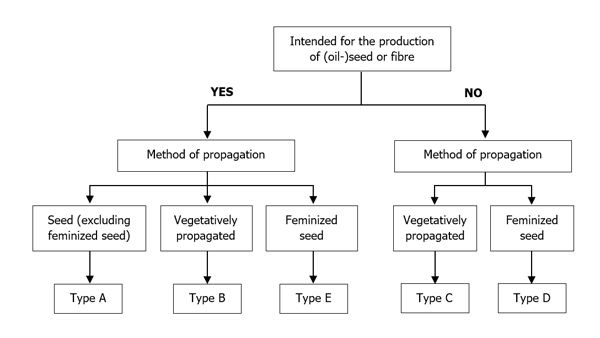 Intended for the production
of (oil-)seed or fibre
YES
NO
Method of propagation
Method of propagation
Seed (excluding
feminized seed)
Vegetatively
propagated
Feminized
seed
Vegetatively
propagated
Feminized
seed
Type A
Type B
Type E
Type C
Type D